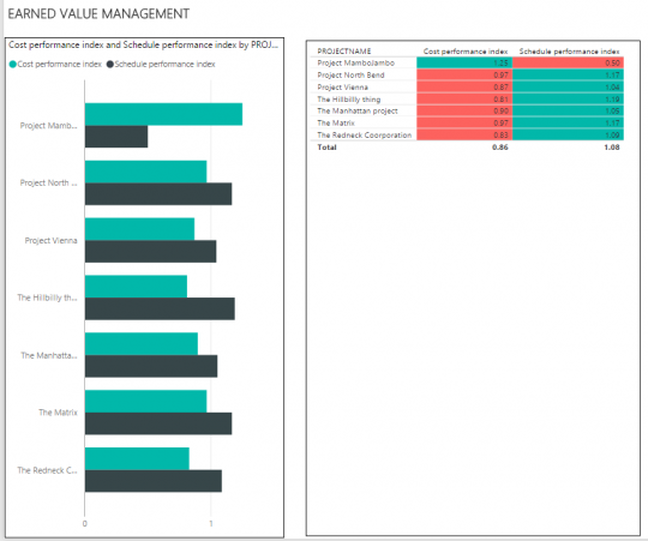 EARNED VALUE MANAGEMENT
Cost performance index and Schedule performance index by PROJ...
Cost performance index Schedule performance index
Project Mamb...
Project North ...
Project Vienna
The Hillbilly th...
The Manhatta...
The Matrix
The Redneck C...
0 1
PROJECTNAME Cost performance index Schedule performance index
Project MamboJambo 1.25 0.50
Project North Bend 0.97 1.17
Project Vienna 0.87 1.04
The Hillbilly thing 0.81 1.19
The Manhattan project 0.90 1.05
The Matrix 0.97 1.17
The Redneck Coorporation 0.83 1.09
Total 0.86 1.08